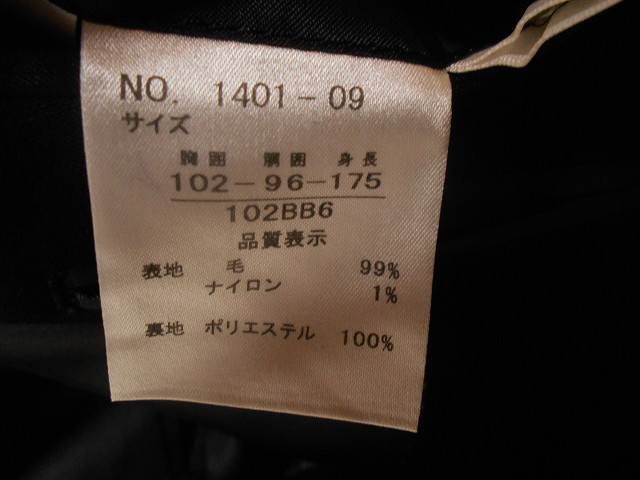 NO. 1401-09
サイズ
胸囲 胴囲 身長
102-96-175
102BB6
品質表示
表地 毛 99%
ナイロン 1%
裏地 ポリエステル 100%